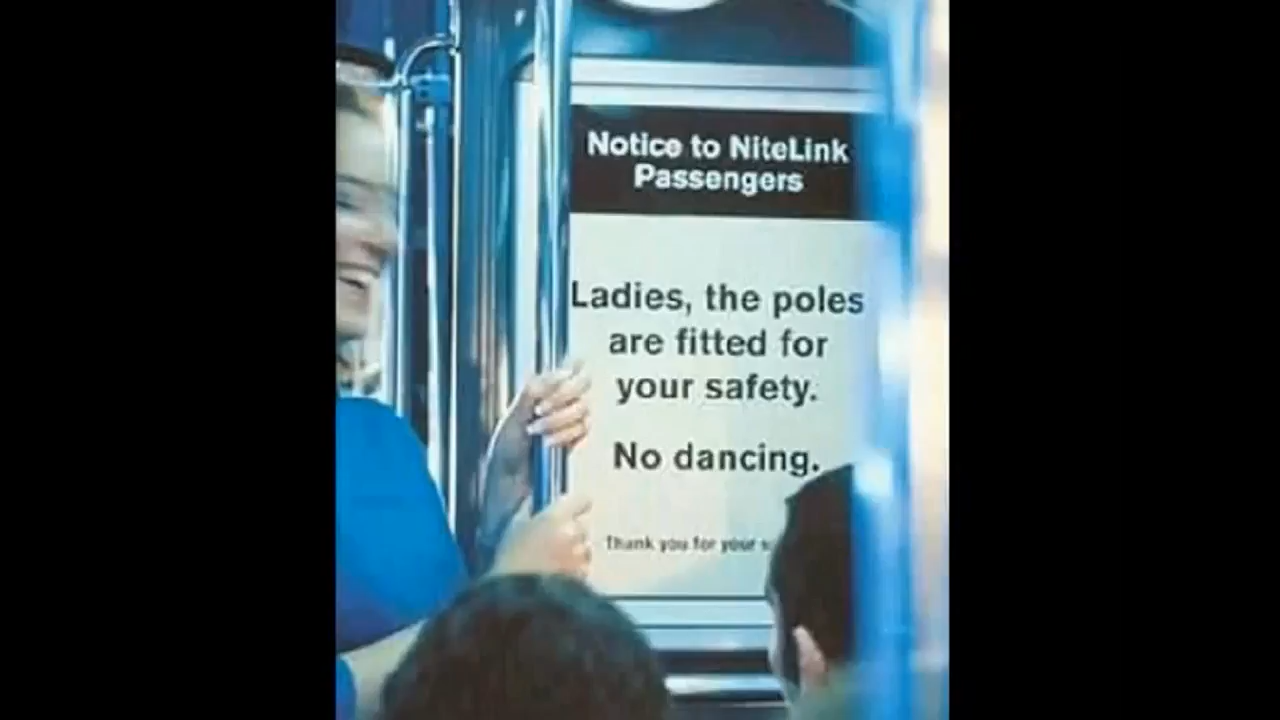 Notice to NiteLink
Passengers
Ladies, the poles
are fitted for
your safety.
No dancing.
Thank you for your